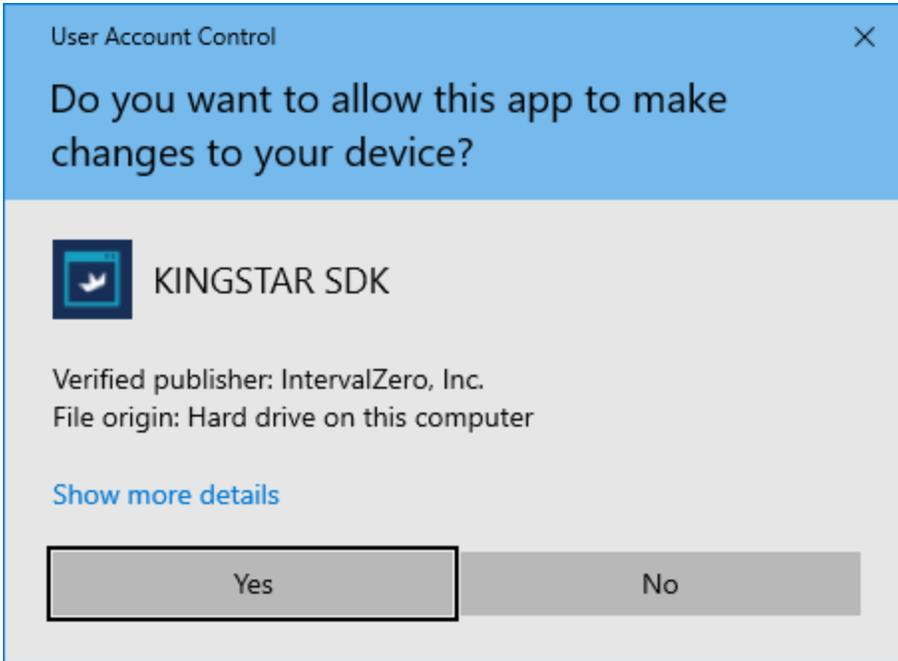 User Account Control
Do you want to allow this app to make
changes to your device?
KINGSTAR SDK
Verified publisher: IntervalZero, Inc.
File origin: Hard drive on this computer
Show more details
Yes
No